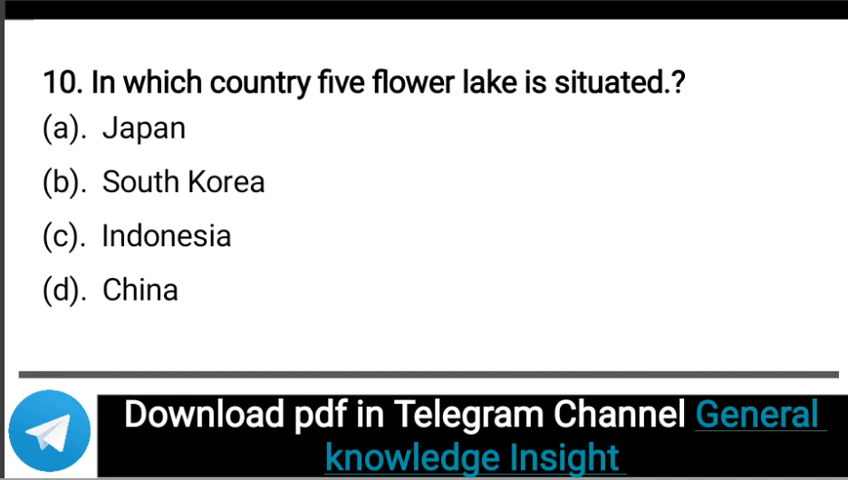 10. In which country five flower lake is situated.?
(a). Japan
(b). South Korea
(c). Indonesia
(d). China
Download pdf in Telegram Channel General
knowledge Insight